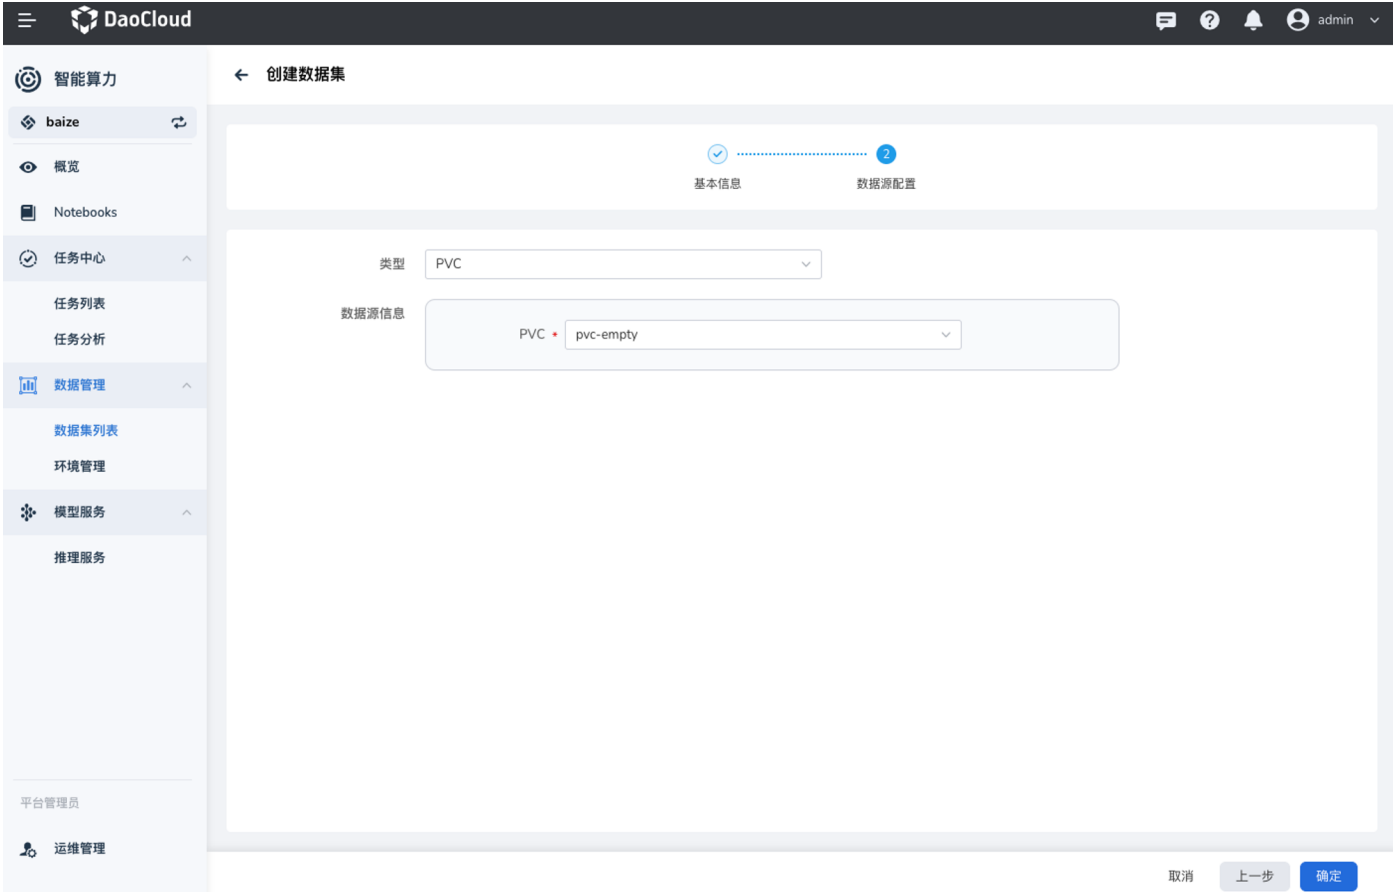 DaoCloud
admin
智能算力
创建数据集
baize
概览
Notebooks
任务中心
任务列表
任务分析
数据管理
数据集列表
环境管理
模型服务
推理服务
平台管理员
运维管理
2
基本信息
数据源配置
类型
PVC
数据源信息
PVC *
pvc-empty
取消
上一步
确定